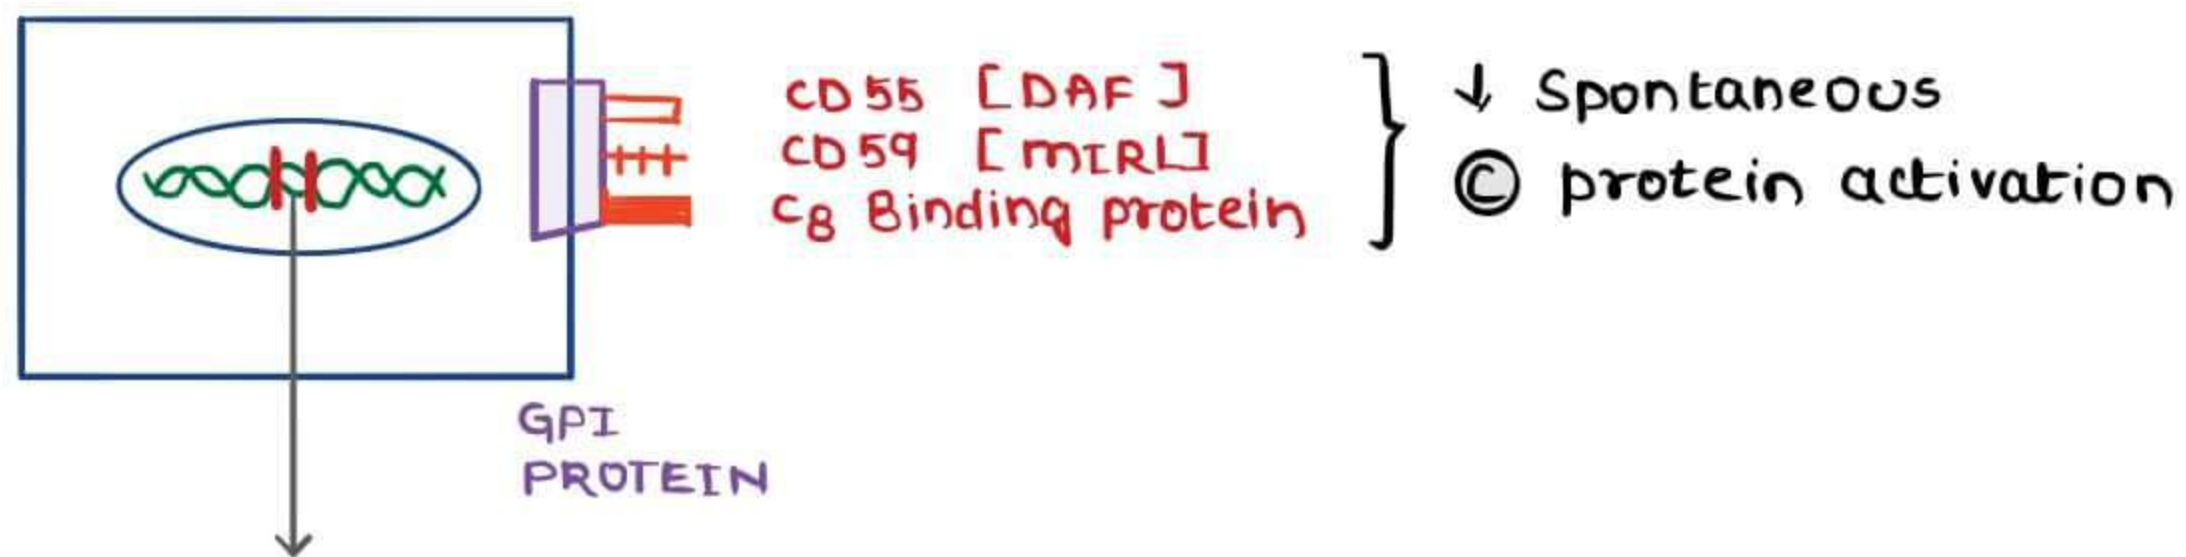 CD55 [DAF]
CD59 [MIRL]
C8 Binding protein
↓ Spontaneous
Ⓒ protein activation
GPI
PROTEIN